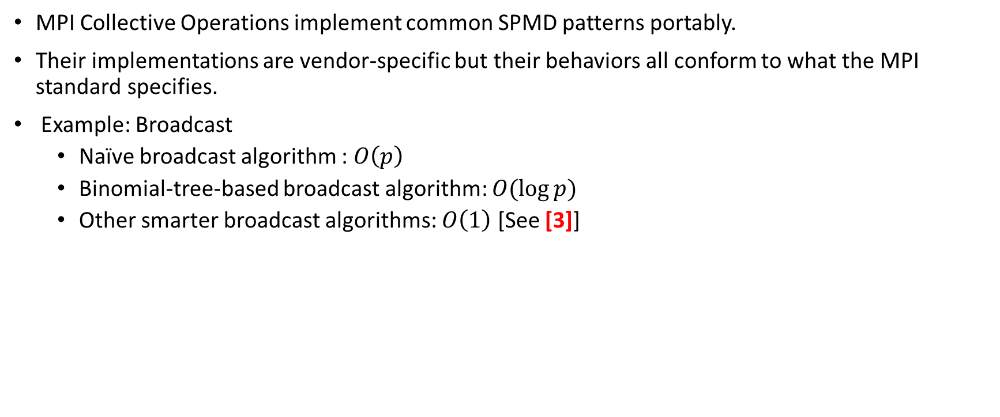 • MPI Collective Operations implement common SPMD patterns portably.
• Their implementations are vendor-specific but their behaviors all conform to what the MPI
standard specifies.
• Example: Broadcast
• Naïve broadcast algorithm : O(p)
• Binomial-tree-based broadcast algorithm: O(log p)
• Other smarter broadcast algorithms: O(1) [See [3]]